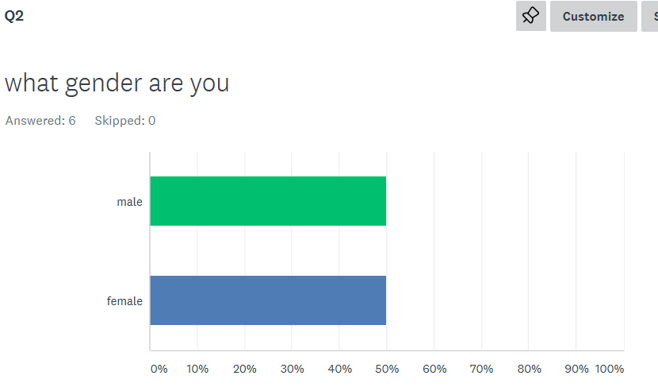 Q2
Customize
what gender are you
Answered: 6 Skipped: 0
male
female
0% 10% 20% 30% 40% 50% 60% 70% 80% 90% 100%